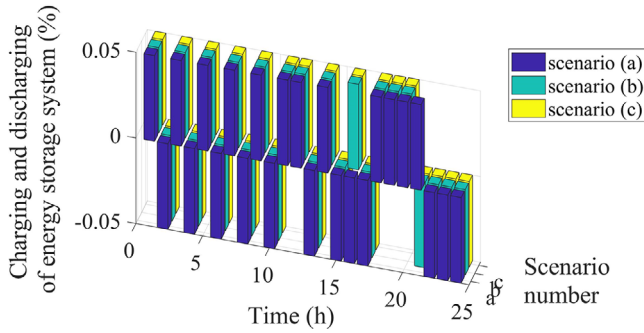 Charging and discharging
of energy storage system (%)
0.05
0
-0.05
0
5
10
15
20
25
Time (h)
a
b
c
Scenario
number
scenario (a)
scenario (b)
scenario (c)